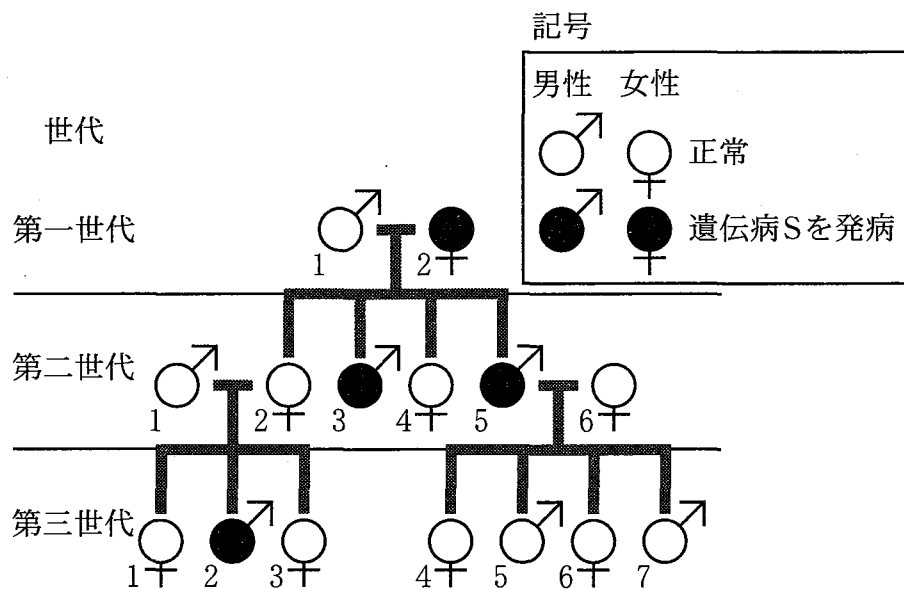 記号
男性 女性
正常
遺伝病Sを発病
世代
第一世代
1 2
第二世代
1 2 3 4 5 6
第三世代
1 2 3 4 5 6 7